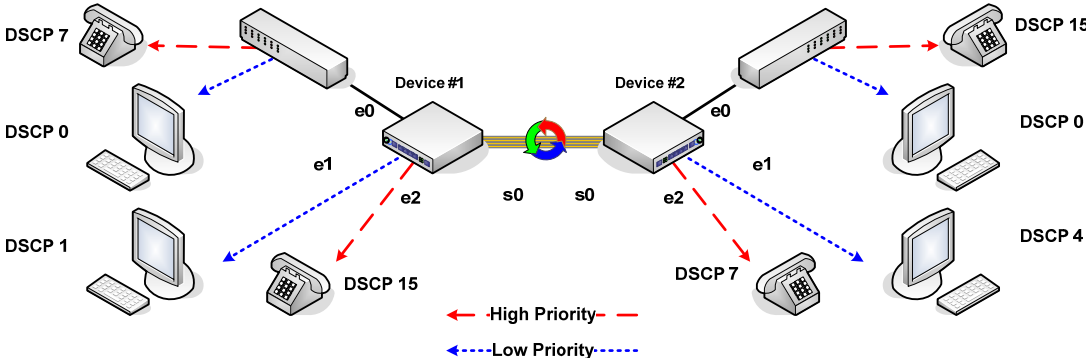 DSCP 7
DSCP 15
Device #1
Device #2
e0
e0
DSCP 0
DSCP 0
e1
e1
e2
s0
s0
e2
DSCP 1
DSCP 4
DSCP 15
DSCP 7
High Priority
Low Priority